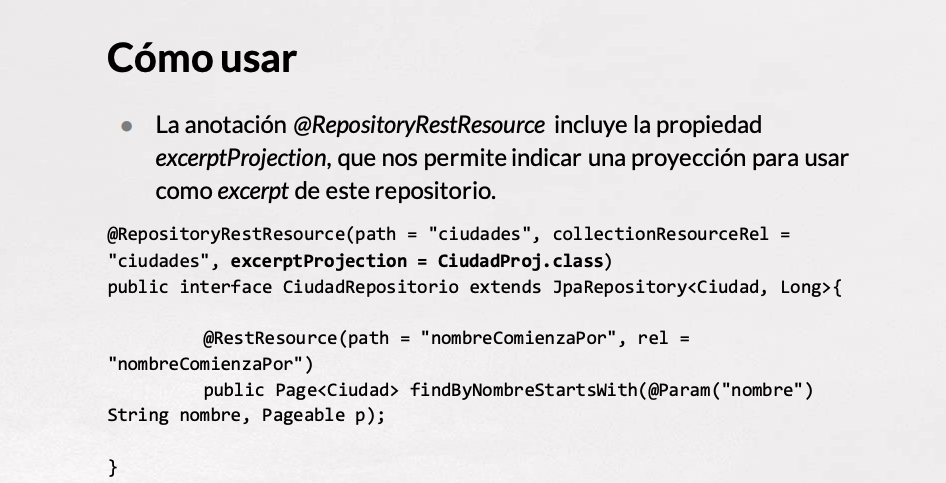 Cómo usar
● La anotación @RepositoryRestResource incluye la propiedad
excerptProjection, que nos permite indicar una proyección para usar
como excerpt de este repositorio.
@RepositoryRestResource(path = "ciudades", collectionResourceRel =
"ciudades", excerptProjection = CiudadProj.class)
public interface CiudadRepositorio extends JpaRepository<Ciudad, Long>{
@RestResource(path = "nombreComienzaPor", rel =
"nombreComienzaPor")
public Page<Ciudad> findByNombreStartsWith(@Param("nombre")
String nombre, Pageable p);
}